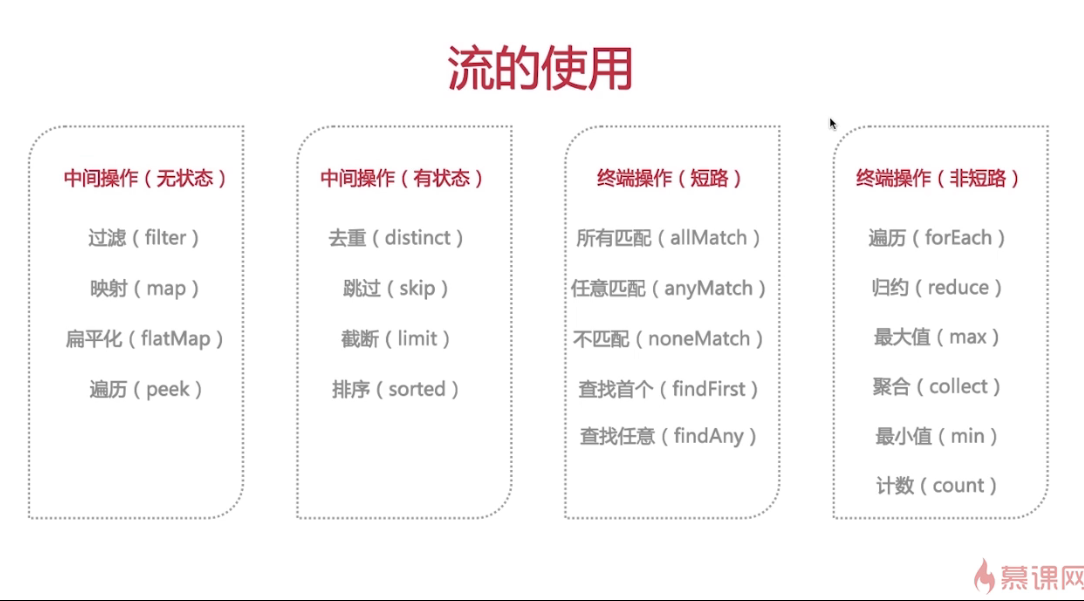 流的使用
中间操作（无状态）
过滤（filter）
映射（map）
扁平化（flatMap）
遍历（peek）
中间操作（有状态）
去重（distinct）
跳过（skip）
截断（limit）
排序（sorted）
终端操作（短路）
所有匹配（allMatch）
任意匹配（anyMatch）
不匹配（noneMatch）
查找首个（findFirst）
查找任意（findAny）
终端操作（非短路）
遍历（forEach）
归约（reduce）
最大值（max）
聚合（collect）
最小值（min）
计数（count）
慕课网